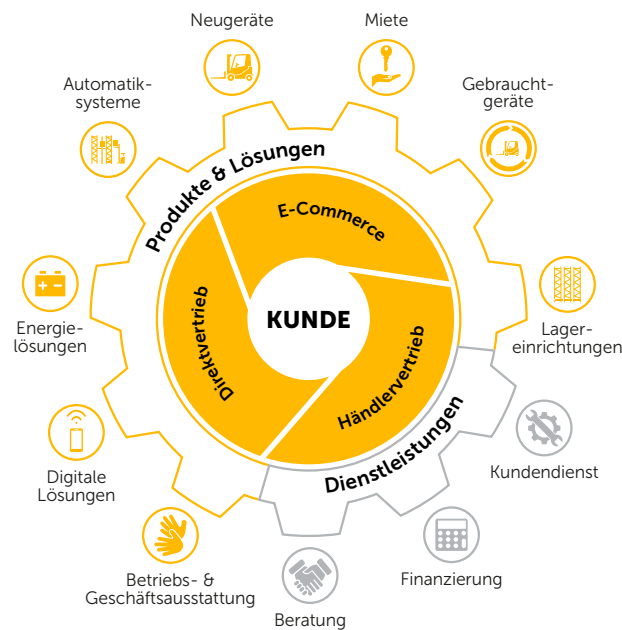 Neugeräte
Miete
Automatik-
systeme
Gebraucht-
geräte
Produkte & Lösungen
E-Commerce
Direktvertrieb
KUNDE
Händlervertrieb
Energie-
lösungen
Lager-
einrichtungen
Dienstleistungen
Digitale
Lösungen
Kundendienst
Betriebs- &
Geschäftsausstattung
Beratung
Finanzierung